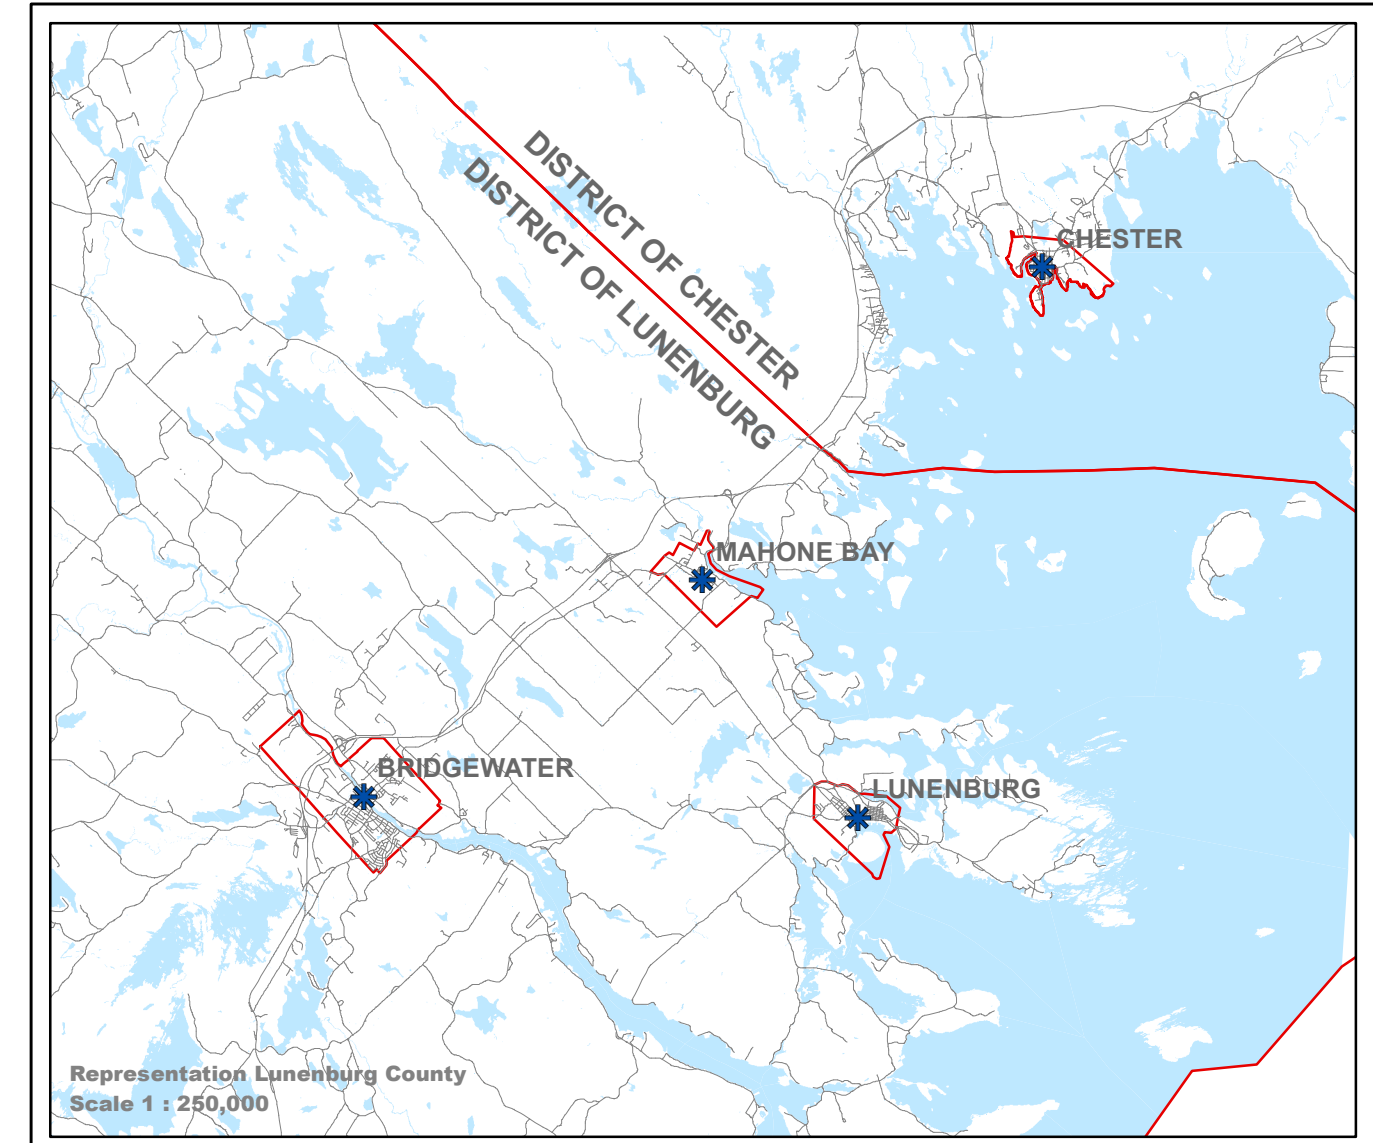 DISTRICT OF CHESTER
DISTRICT OF LUNENBURG
CHESTER
MAHONE BAY
BRIDGEWATER
LUNENBURG
Representation Lunenburg County
Scale 1 : 250,000